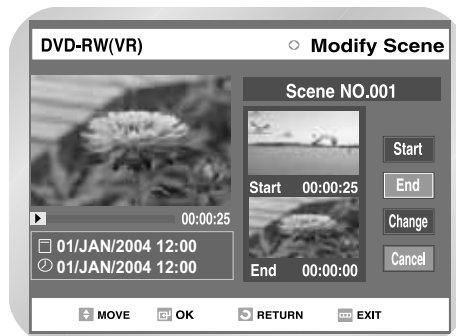 DVD-RW(VR) Modify Scene
Scene NO.001
Start 00:00:25
00:00:25
01/JAN/2004 12:00
01/JAN/2004 12:00
End 00:00:00
Start
End
Change
Cancel
MOVE OK RETURN EXIT